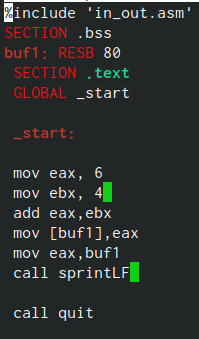 %include 'in_out.asm'
SECTION .bss
buf1: RESB 80
SECTION .text
GLOBAL _start
_start:
mov eax, 6
mov ebx, 4
add eax,ebx
mov [buf1],eax
mov eax,buf1
call sprintLF
call quit